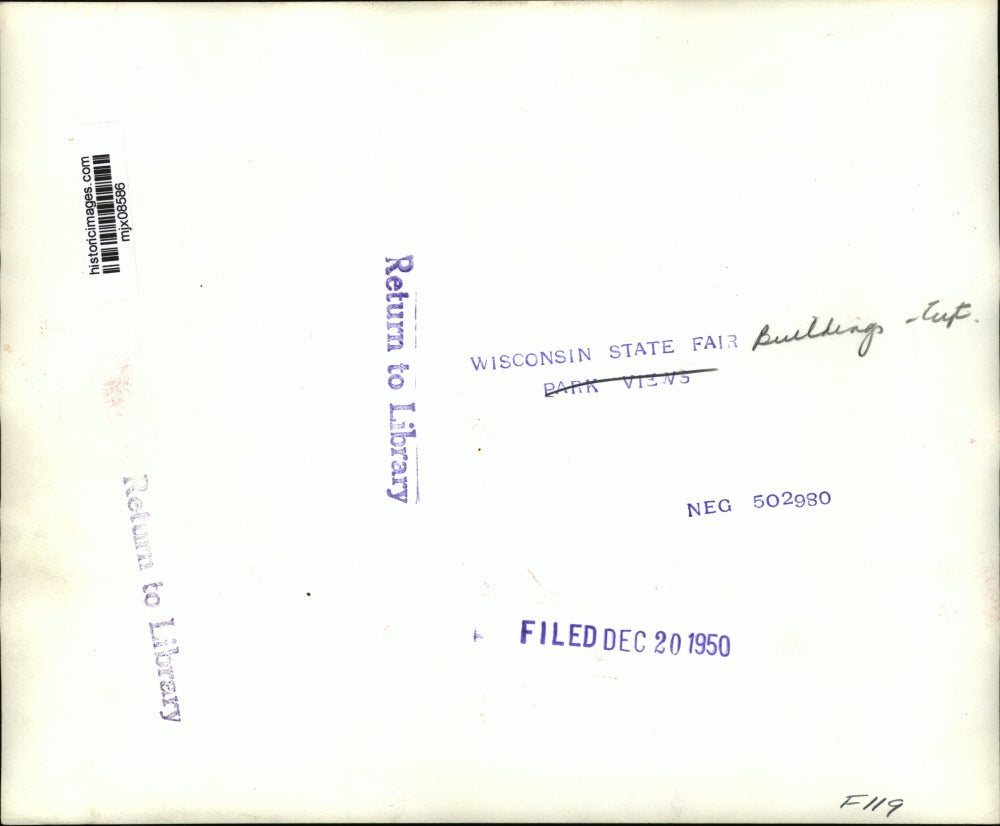 historicimages.com
mjx08586
Return to Library
WISCONSIN STATE FAIR Buildings
PARK VIEWS
NEG 502980
FILED DEC 20 1950
Return to Library
F119